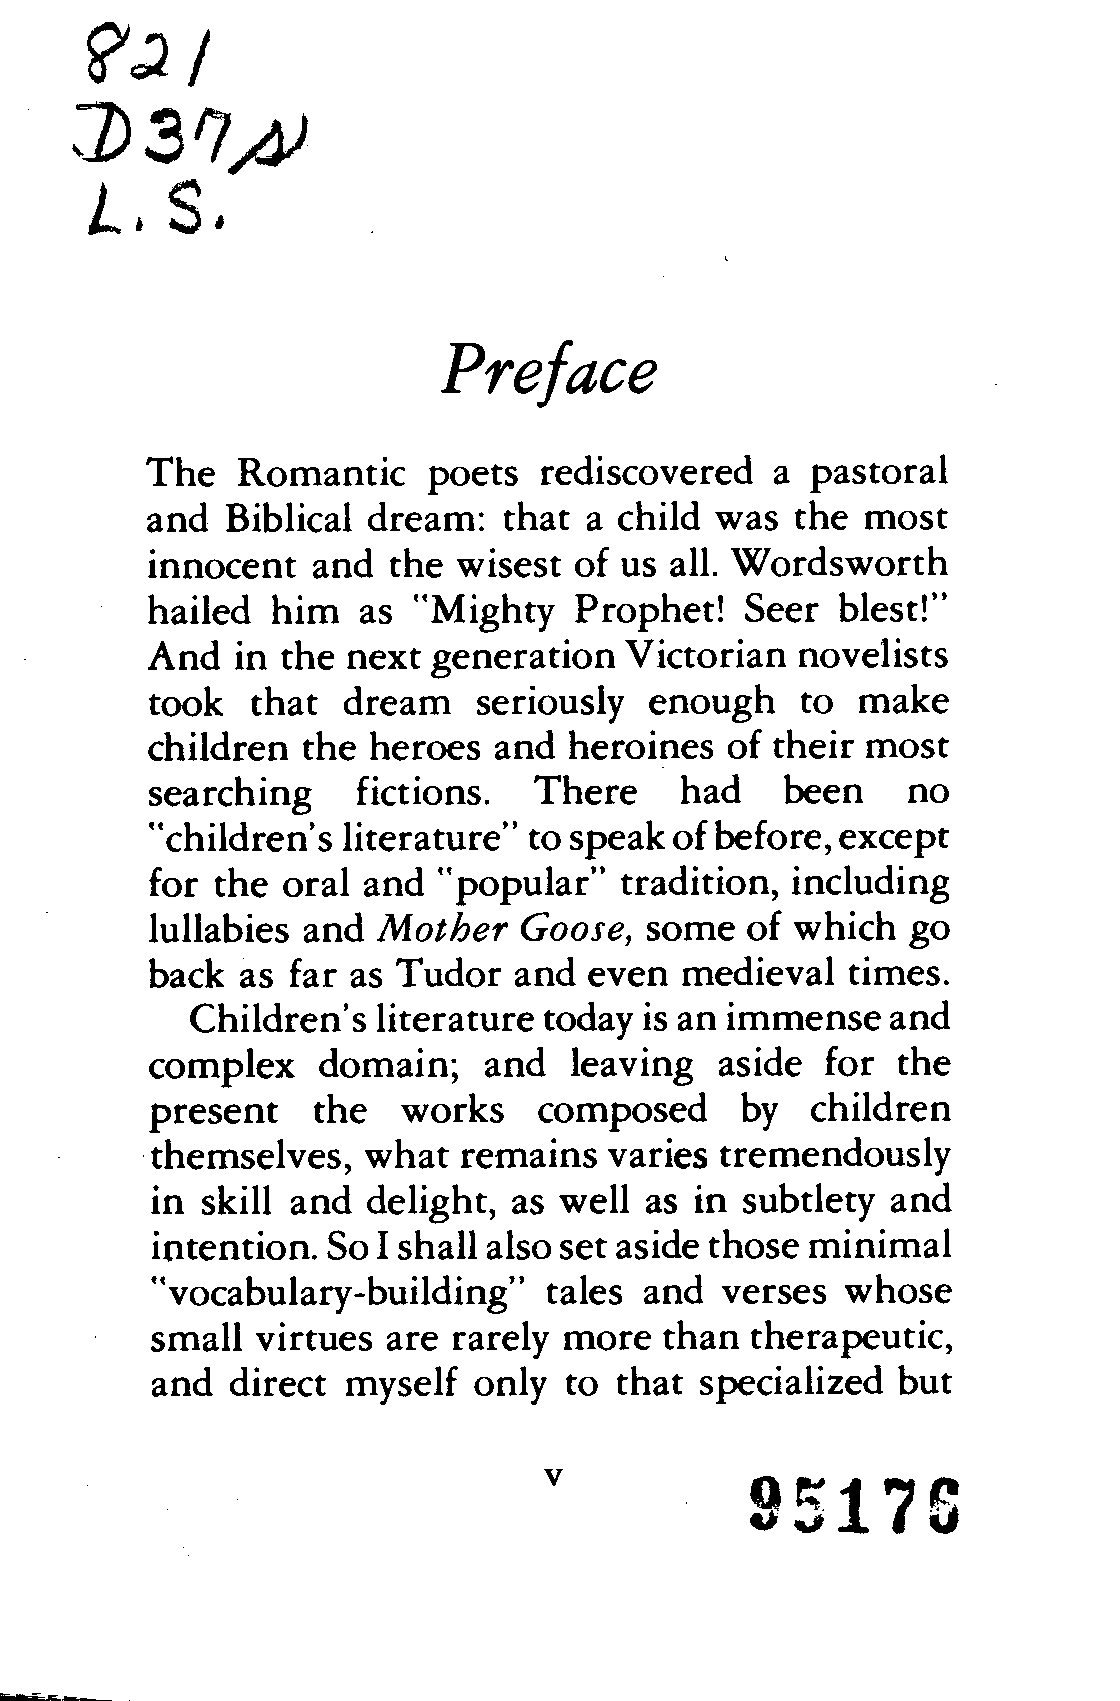 821
D37s
L.S.
Preface
The Romantic poets rediscovered a pastoral
and Biblical dream: that a child was the most
innocent and the wisest of us all. Wordsworth
hailed him as "Mighty Prophet! Seer blest!"
And in the next generation Victorian novelists
took that dream seriously enough to make
children the heroes and heroines of their most
searching fictions. There had been no
"children's literature" to speak of before, except
for the oral and "popular" tradition, including
lullabies and Mother Goose, some of which go
back as far as Tudor and even medieval times.
Children's literature today is an immense and
complex domain; and leaving aside for the
present the works composed by children
themselves, what remains varies tremendously
in skill and delight, as well as in subtlety and
intention. So I shall also set aside those minimal
"vocabulary-building" tales and verses whose
small virtues are rarely more than therapeutic,
and direct myself only to that specialized but
v
95176